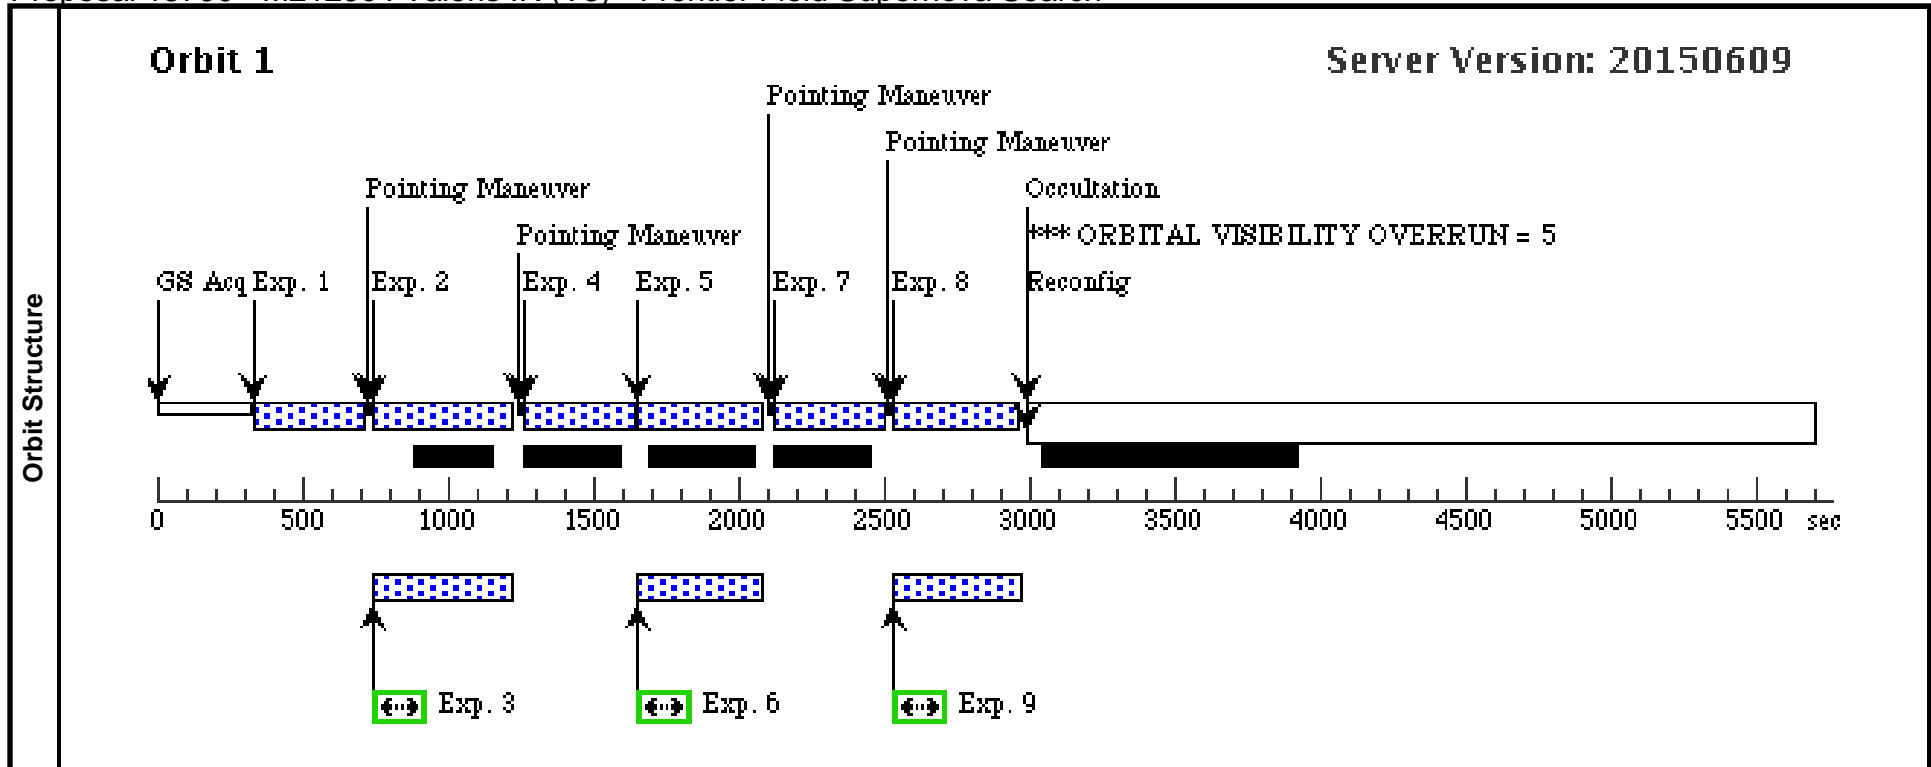 Orbit 1
Server Version: 20150609
Pointing Maneuver
Pointing Maneuver
Pointing Maneuver
Occultation
Pointing Maneuver
*** ORBITAL VISIBILITY OVERRUN = 5
GS Acq Exp. 1 Exp. 2 Exp. 4 Exp. 5 Exp. 7 Exp. 8 Reconfig
Orbit Structure
0 500 1000 1500 2000 2500 3000 3500 4000 4500 5000 5500 sec
Exp. 3 Exp. 6 Exp. 9